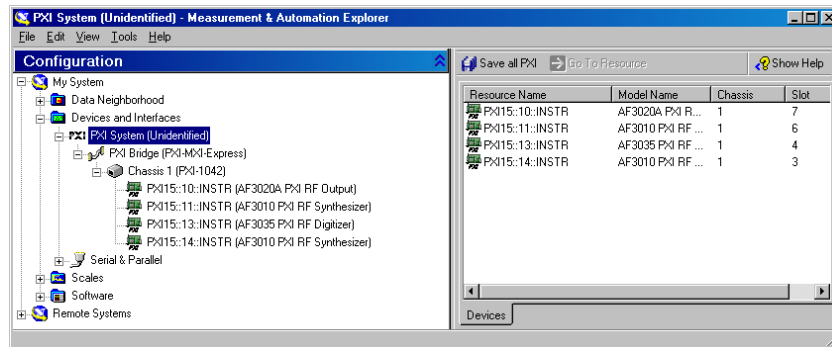 PXI System (Unidentified) - Measurement & Automation Explorer
File Edit View Tools Help
Configuration
My System
Data Neighborhood
Devices and Interfaces
PXI PXI System (Unidentified)
PXI Bridge (PXI-MXI-Express)
Chassis 1 (PXI-1042)
PXI15::10::INSTR (AF3020A PXI RF Output)
PXI15::11::INSTR (AF3010 PXI RF Synthesizer)
PXI15::13::INSTR (AF3035 PXI RF Digitizer)
PXI15::14::INSTR (AF3010 PXI RF Synthesizer)
Serial & Parallel
Scales
Software
Remote Systems
Save all PXI Go To Resource Show Help
Resource Name Model Name Chassis Slot
PXI15::10::INSTR AF3020A PXI R... 1 7
PXI15::11::INSTR AF3010 PXI RF ... 1 6
PXI15::13::INSTR AF3035 PXI RF ... 1 4
PXI15::14::INSTR AF3010 PXI RF ... 1 3
Devices